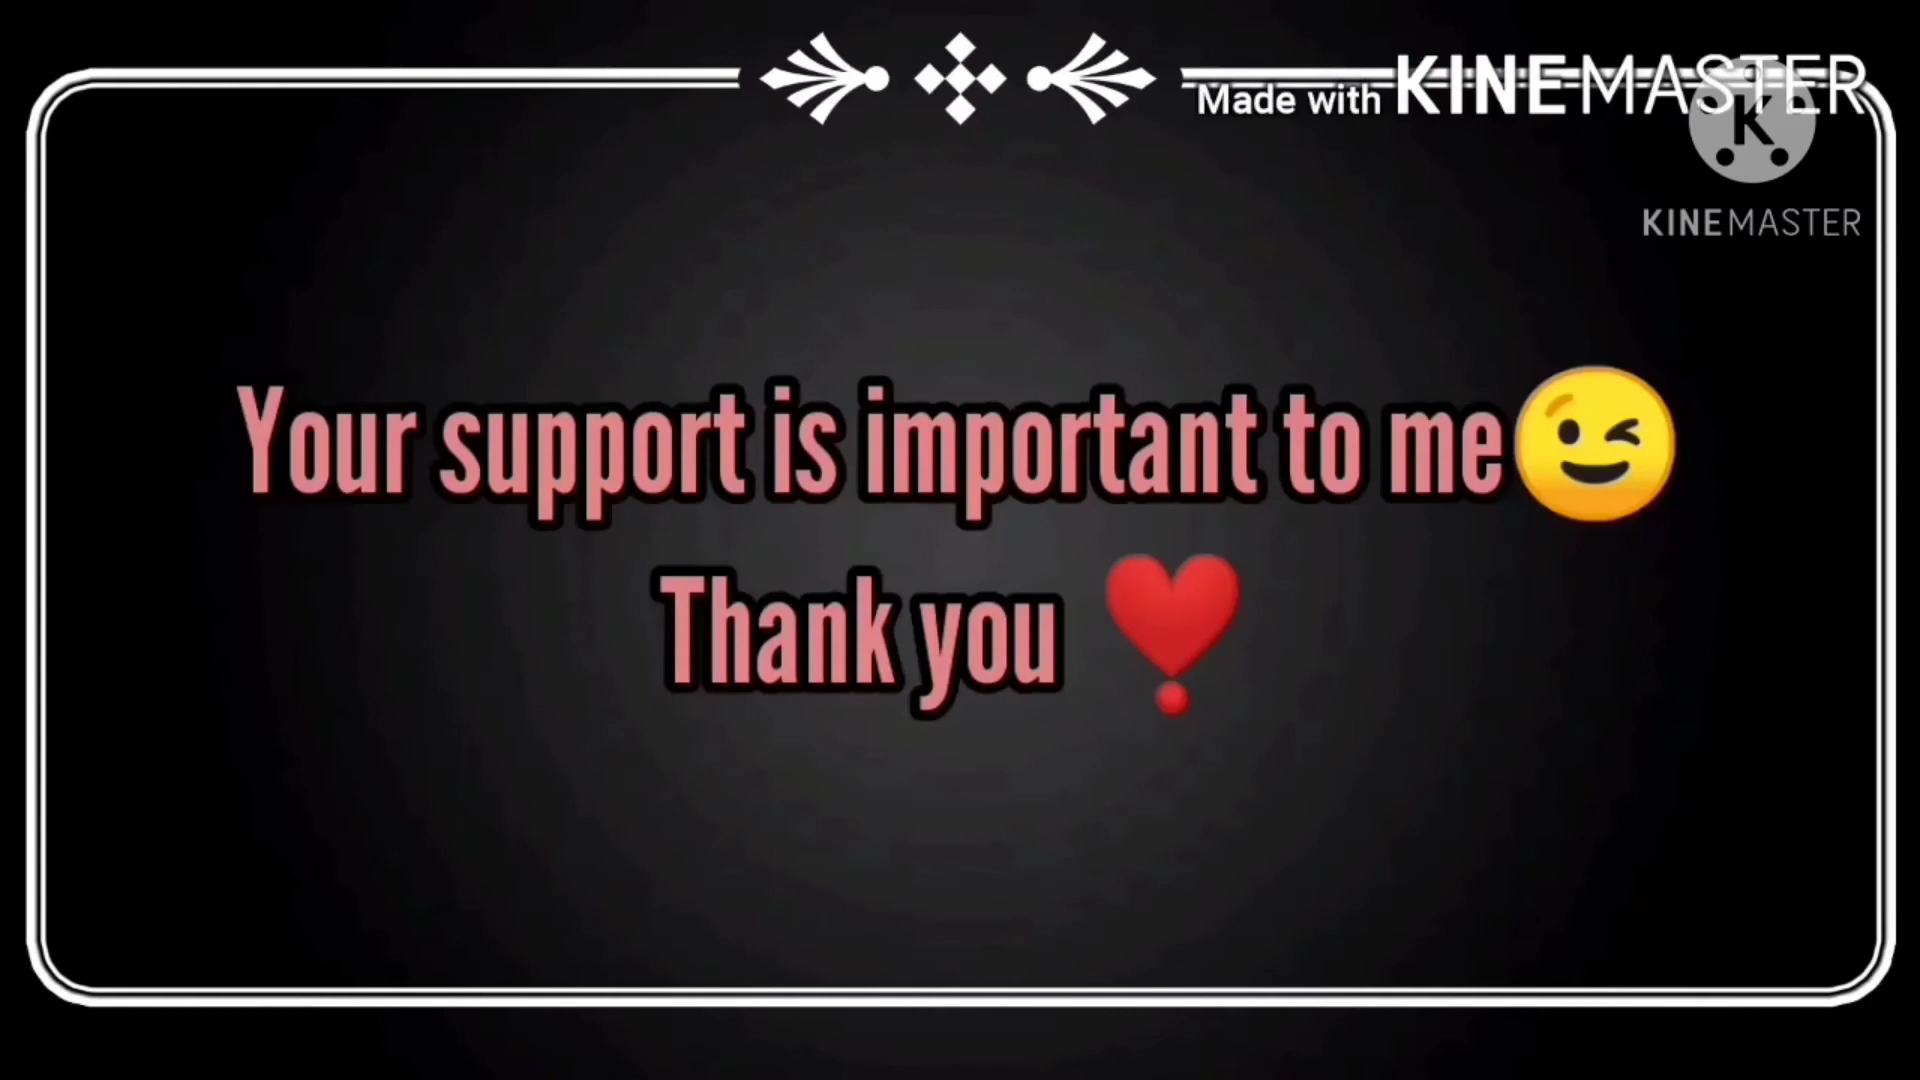 Made with KINEMASTER
K
KINEMASTER
Your support is important to me😉
Thank you ❣️